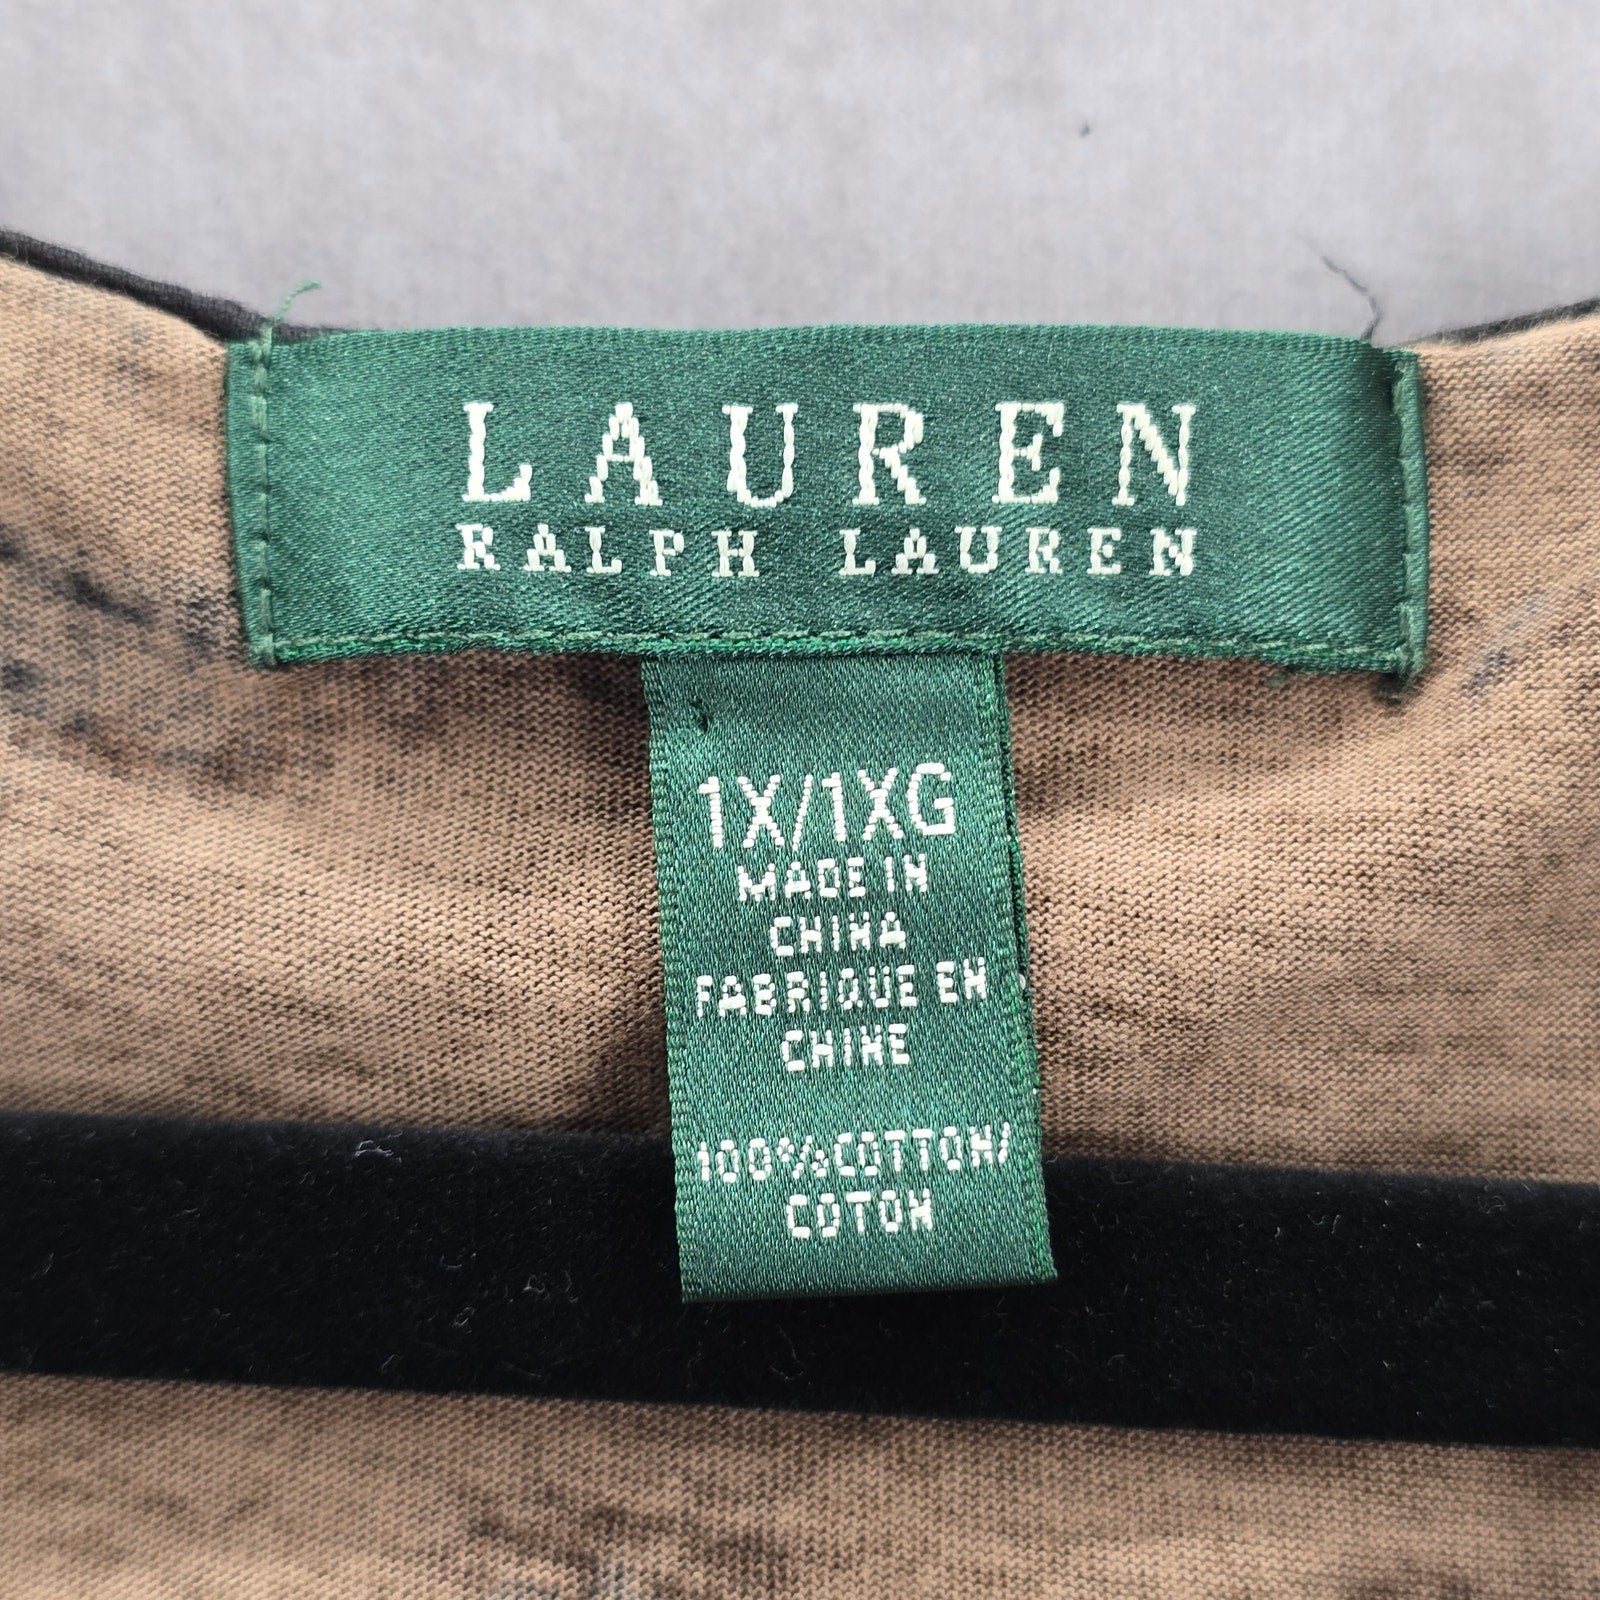 LAUREN
RALPH LAUREN
1X/1XG
MADE IN
CHINA
FABRIQUE EN
CHINE
100%COTTON/
COTON